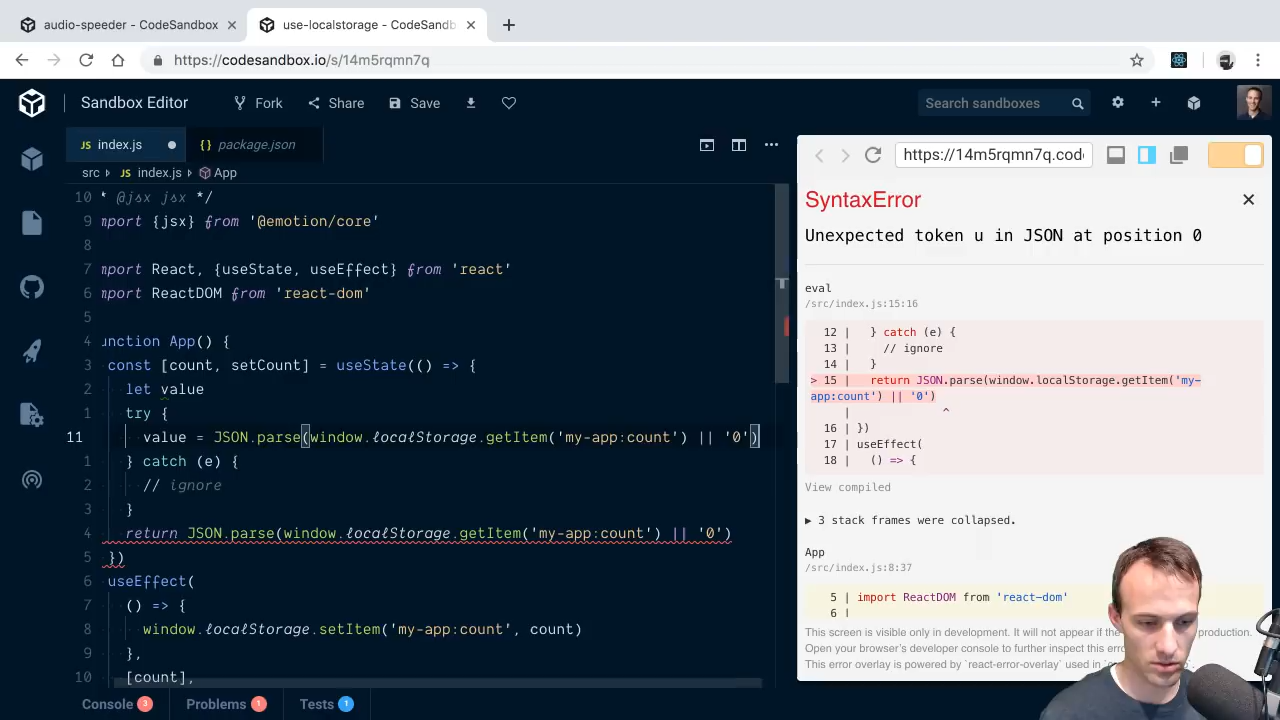 audio-speeder - CodeSandbox
use-localstorage - CodeSandb
https://codesandbox.io/s/14m5rqmn7q
Sandbox Editor
Fork
Share
Save
Search sandboxes
JS index.js
{ } package.json
src
JS index.js
App
https://14m5rqmn7q.cod
10 * @jsx jsx */
9 mport {jsx} from '@emotion/core'
8
7 mport React, {useState, useEffect} from 'react'
6 mport ReactDOM from 'react-dom'
5
4 unction App() {
3 const [count, setCount] = useState(() => {
2 let value
1 try {
11 value = JSON.parse(window.localStorage.getItem('my-app:count') || '0')
1 } catch (e) {
2 // ignore
3 }
4 return JSON.parse(window.localStorage.getItem('my-app:count') || '0')
5 })
6 useEffect(
7 () => {
8 window.localStorage.setItem('my-app:count', count)
9 },
10 [count],
Console 3
Problems 1
Tests 1
SyntaxError
Unexpected token u in JSON at position 0
eval
/src/index.js:15:16
12 | } catch (e) {
13 | // ignore
14 | }
> 15 | return JSON.parse(window.localStorage.getItem('my-
app:count') || '0')
| ^
16 | })
17 | useEffect(
18 | () => {
View compiled
▶ 3 stack frames were collapsed.
App
/src/index.js:8:37
5 | import ReactDOM from 'react-dom'
6 |
This screen is visible only in development. It will not appear if the production.
Open your browser's developer console to further inspect this err
This error overlay is powered by `react-error-overlay` used in